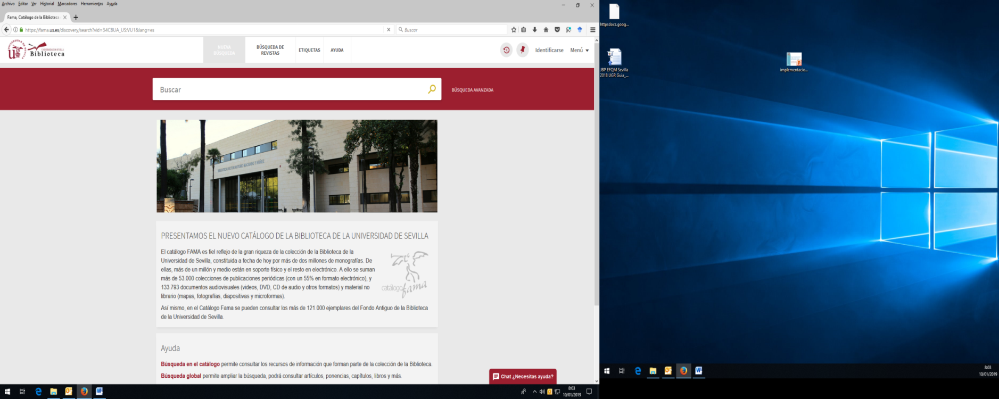 Archivo Editar Ver Historial Marcadores Herramientas Ayuda
Fama, Catálogo de la Biblioteca
https://fama.us.es/discovery/search?vid=34CBUA_US:VU1&lang=es
Buscar
UNIVERSIDAD DE SEVILLA
UNIVERSIDAD SEVILLA
Biblioteca
NUEVA BÚSQUEDA
BÚSQUEDA DE REVISTAS
ETIQUETAS
AYUDA
Identificarse
Menú
Buscar
BÚSQUEDA AVANZADA
BIBLIOTECA RECTOR ANTONIO MACHADO Y NÚÑEZ
PRESENTAMOS EL NUEVO CATÁLOGO DE LA BIBLIOTECA DE LA UNIVERSIDAD DE SEVILLA
El catálogo FAMA es fiel reflejo de la gran riqueza de la colección de la Biblioteca de la
Universidad de Sevilla, constituida a fecha de hoy por más de dos millones de monografías. De
ellas, más de un millón y medio están en soporte físico y el resto en electrónico. A ello se suman
más de 53.000 colecciones de publicaciones periódicas (con un 55% en formato electrónico), y
133.793 documentos audiovisuales (videos, DVD, CD de audio y otros formatos) y material no
librario (mapas, fotografías, diapositivas y microformas).
catálogo fama
Así mismo, en el Catálogo Fama se pueden consultar los más de 121.000 ejemplares del Fondo Antiguo de la Biblioteca
de la Universidad de Sevilla.
Ayuda
Búsqueda en el catálogo permite consultar los recursos de información que forman parte de la colección de la Biblioteca.
Búsqueda global permite ampliar la búsqueda, podrá consultar artículos, ponencias, capítulos, libros y más.
Chat ¿Necesitas ayuda?
8:03
10/01/2019
httpsdocs.goog...
JBP EFQM Sevilla
2018 UGR Guia_...
implementacio...
8:03
10/01/2019